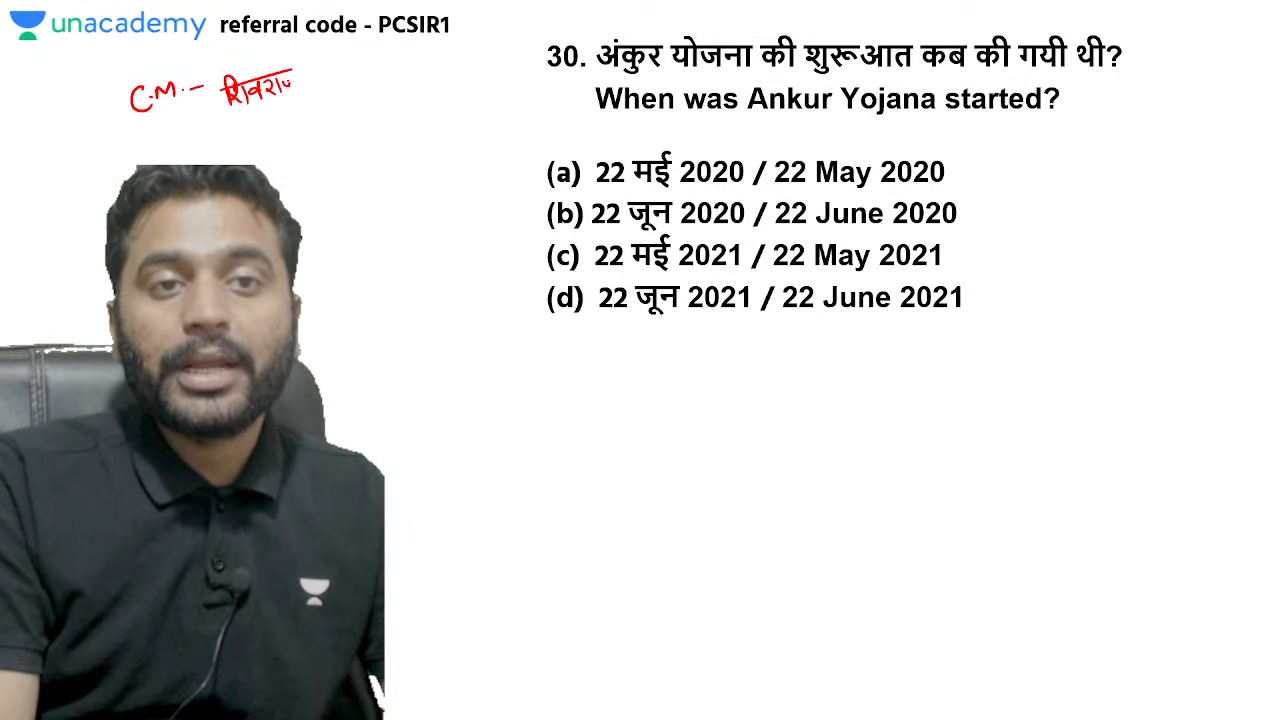 unacademy referral code - PCSIR1
C.M. - शिवराज
30. अंकुर योजना की शुरूआत कब की गयी थी?
When was Ankur Yojana started?
(a) 22 मई 2020 / 22 May 2020
(b) 22 जून 2020 / 22 June 2020
(c) 22 मई 2021 / 22 May 2021
(d) 22 जून 2021 / 22 June 2021